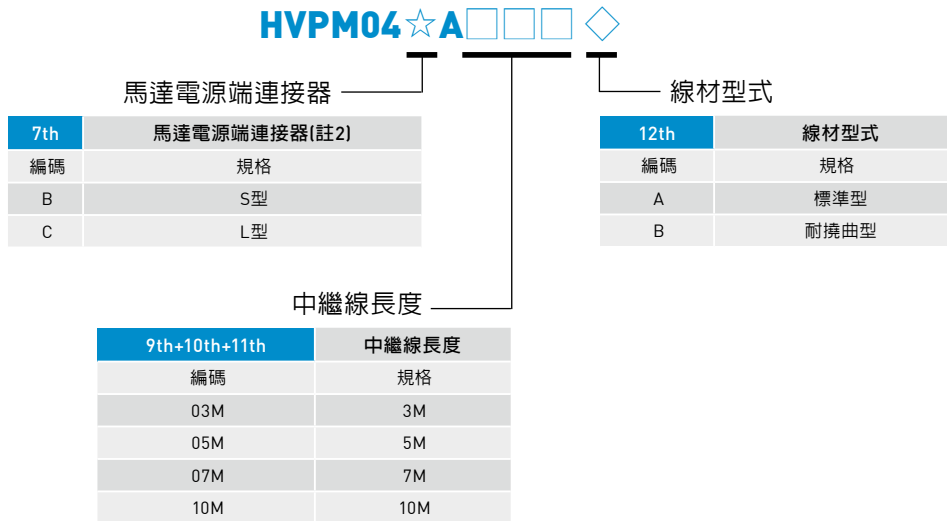 HVPM04☆A□□□◇
馬達電源端連接器
線材型式
7th 馬達電源端連接器(註2)
編碼 規格
B S型
C L型
12th 線材型式
編碼 規格
A 標準型
B 耐撓曲型
中繼線長度
9th+10th+11th 中繼線長度
編碼 規格
03M 3M
05M 5M
07M 7M
10M 10M